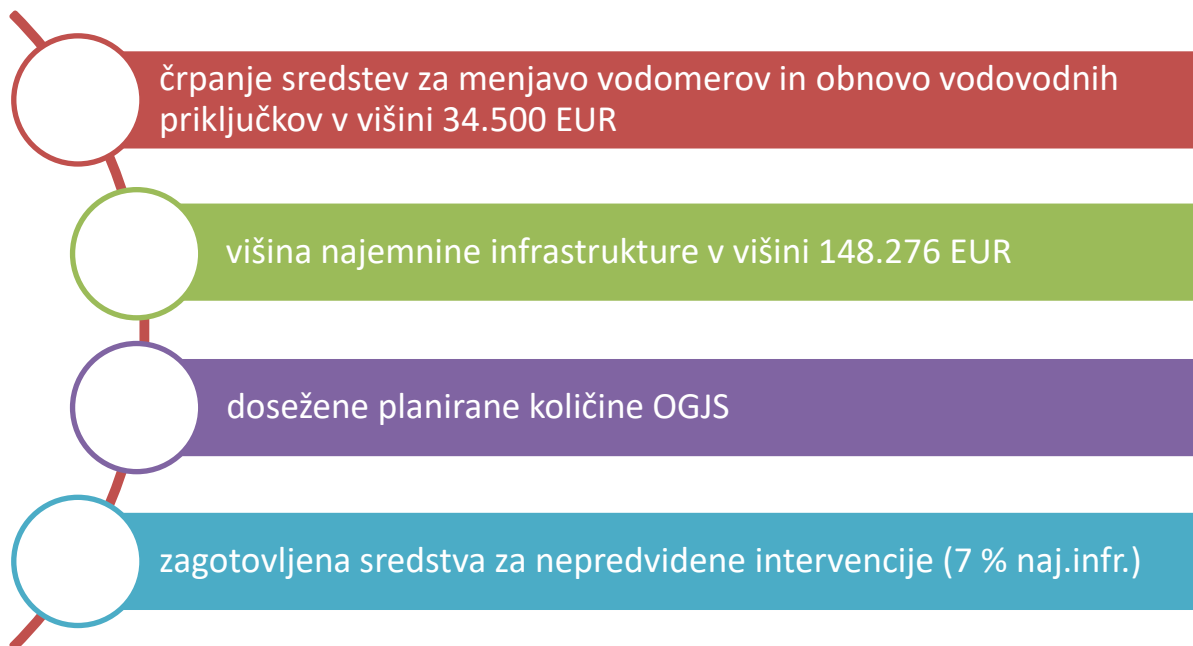 črpanje sredstev za menjavo vodomerov in obnovo vodovodnih
priključkov v višini 34.500 EUR
višina najemnine infrastrukture v višini 148.276 EUR
dosežene planirane količine OGJS
zagotovljena sredstva za nepredvidene intervencije (7 % naj.infr.)